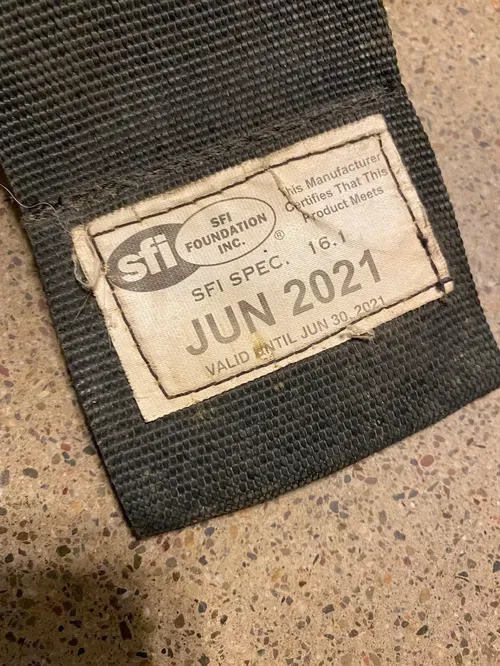 sfi
SFI
FOUNDATION
INC.
®
This Manufacturer
Certifies That This
Product Meets
SFI SPEC. 16.1
JUN 2021
VALID UNTIL JUN 30, 2021